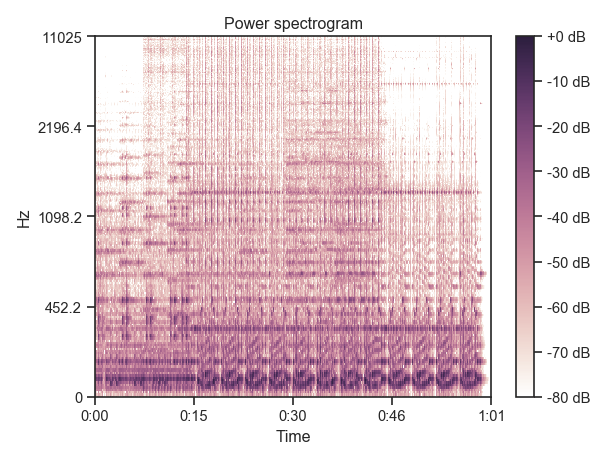 Power spectrogram
11025
2196.4
1098.2
452.2
0
Hz
0:00
0:15
0:30
0:46
1:01
Time
+0 dB
-10 dB
-20 dB
-30 dB
-40 dB
-50 dB
-60 dB
-70 dB
-80 dB